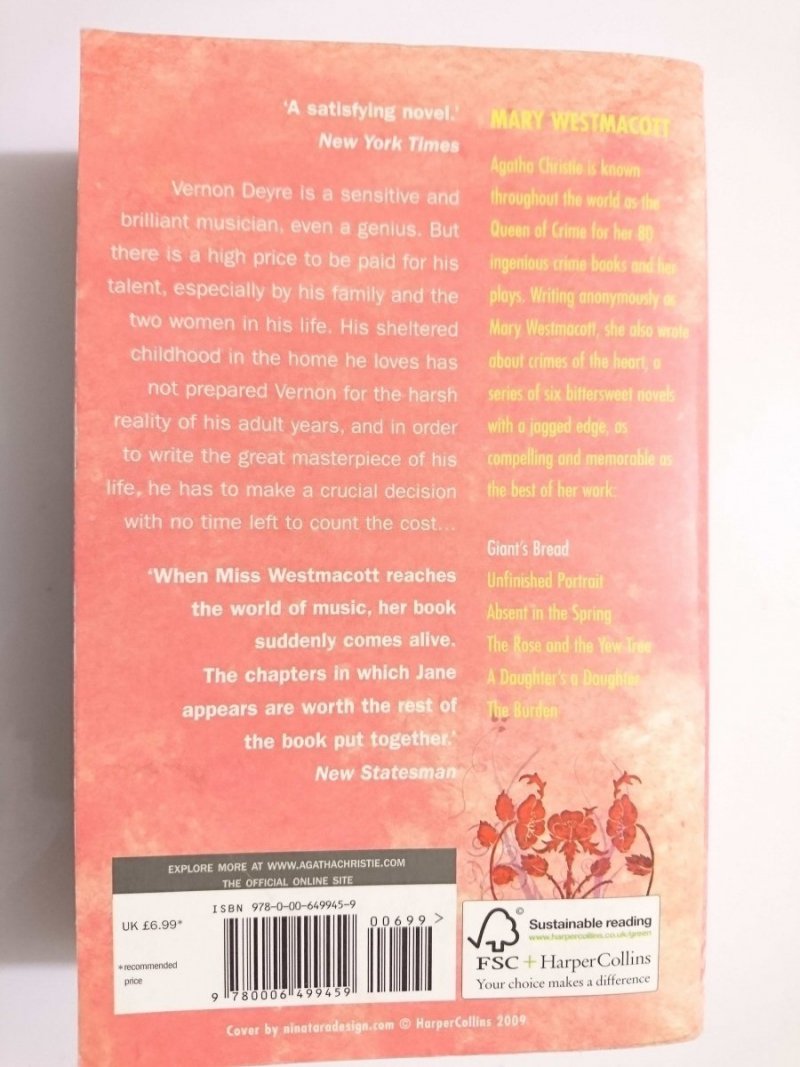 'A satisfying novel.'
New York Times
Vernon Deyre is a sensitive and
brilliant musician, even a genius. But
there is a high price to be paid for his
talent, especially by his family and the
two women in his life. His sheltered
childhood in the home he loves has
not prepared Vernon for the harsh
reality of his adult years, and in order
to write the great masterpiece of his
life, he has to make a crucial decision
with no time left to count the cost...
'When Miss Westmacott reaches
the world of music, her book
suddenly comes alive.
The chapters in which Jane
appears are worth the rest of
the book put together.'
New Statesman
MARY WESTMACOTT
Agatha Christie is known
throughout the world as the
Queen of Crime for her 80
ingenious crime books and her
plays. Writing anonymously as
Mary Westmacott, she also wrote
about crimes of the heart, a
series of six bittersweet novels
with a jagged edge, as
compelling and memorable as
the best of her work:
Giant's Bread
Unfinished Portrait
Absent in the Spring
The Rose and the Yew Tree
A Daughter's a Daughter
The Burden
EXPLORE MORE AT WWW.AGATHACHRISTIE.COM
THE OFFICIAL ONLINE SITE
UK £6.99*
*recommended
price
ISBN 978-0-00-649945-9
00699 >
9 780006 499459
©
Sustainable reading
www.harpercollins.co.uk/green
FSC + HarperCollins
Your choice makes a difference
Cover by ninataradesign.com © HarperCollins 2009